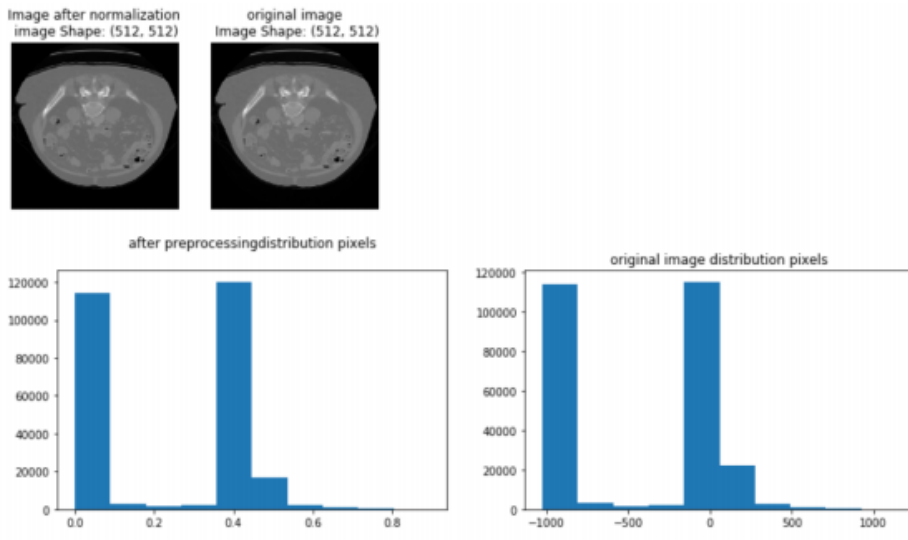 Image after normalization
image Shape: (512, 512)
original image
Image Shape: (512, 512)
after preprocessingdistribution pixels
120000
100000
80000
60000
40000
20000
0
0.0 0.2 0.4 0.6 0.8
original image distribution pixels
120000
100000
80000
60000
40000
20000
0
−1000 −500 0 500 1000